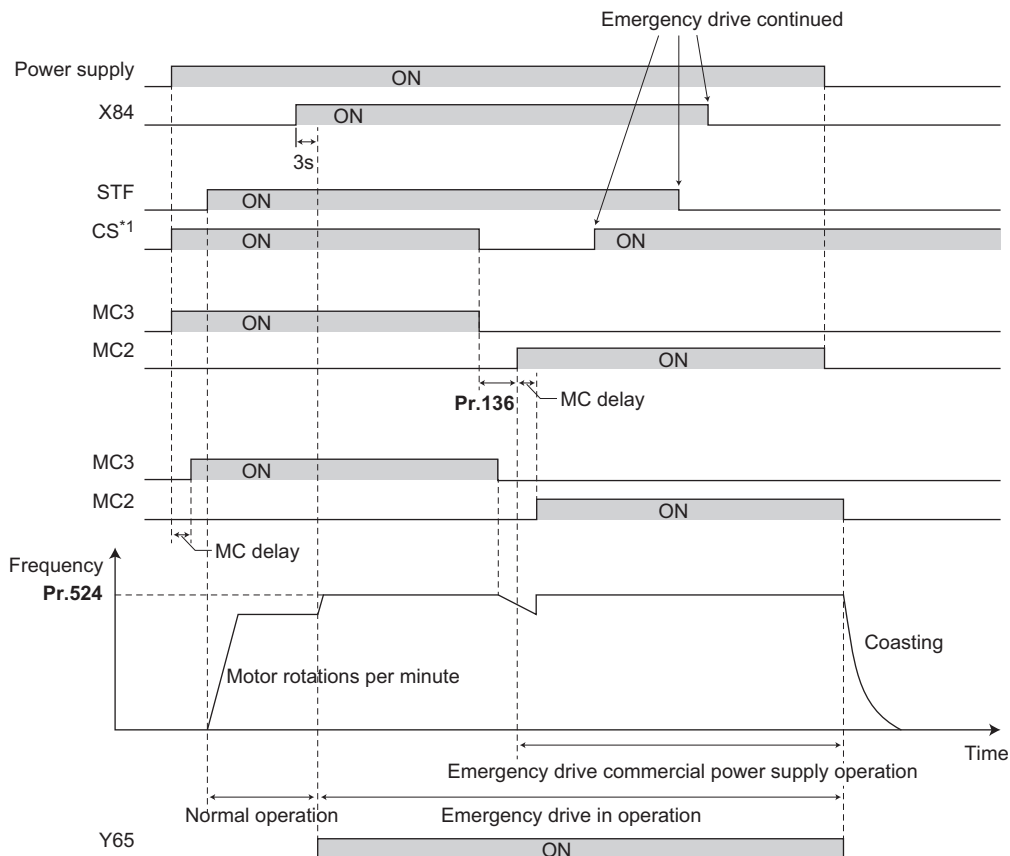 Emergency drive continued
Power supply
ON
X84
ON
3s
STF
ON
CS*1
ON
ON
MC3
ON
MC2
ON
Pr.136
MC delay
MC3
ON
MC2
ON
MC delay
Frequency
Pr.524
Motor rotations per minute
Coasting
Time
Emergency drive commercial power supply operation
Normal operation
Emergency drive in operation
Y65
ON